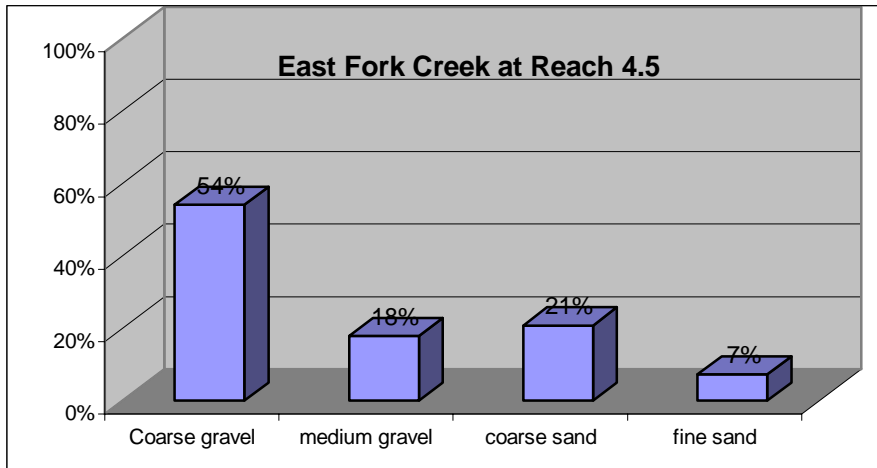 East Fork Creek at Reach 4.5
100%
80%
60%
40%
20%
0%
54%
18%
21%
7%
Coarse gravel
medium gravel
coarse sand
fine sand